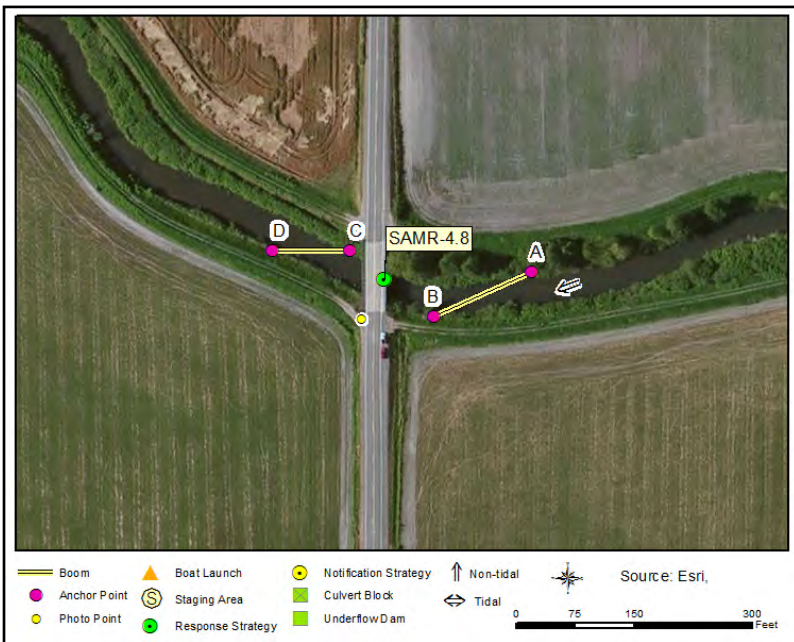 D
C
SAMR-4.8
A
B
Boom
Boat Launch
Notification Strategy
Non-tidal
Source: Esri,
Anchor Point
S
Staging Area
Culvert Block
Tidal
Photo Point
Response Strategy
Underflow Dam
0 75 150 300
Feet